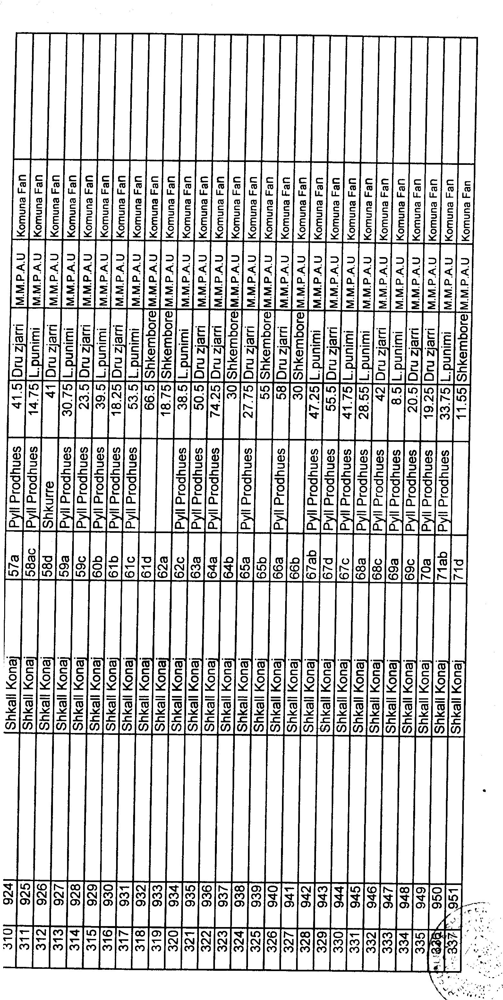 310 924 Shkall Konaj 57a Pyll Prodhues 41.5 Dru zjarri M.M.P.A.U Komuna Fan
311 925 Shkall Konaj 58ac Pyll Prodhues 14.75 L.punimi M.M.P.A.U Komuna Fan
312 926 Shkall Konaj 58d Shkurre 41 Dru zjarri M.M.P.A.U Komuna Fan
313 927 Shkall Konaj 59a Pyll Prodhues 30.75 L.punimi M.M.P.A.U Komuna Fan
314 928 Shkall Konaj 59c Pyll Prodhues 23.5 Dru zjarri M.M.P.A.U Komuna Fan
315 929 Shkall Konaj 60b Pyll Prodhues 39.5 L.punimi M.M.P.A.U Komuna Fan
316 930 Shkall Konaj 61b Pyll Prodhues 18.25 Dru zjarri M.M.P.A.U Komuna Fan
317 931 Shkall Konaj 61c Pyll Prodhues 53.5 L.punimi M.M.P.A.U Komuna Fan
318 932 Shkall Konaj 61d 66.5 Shkembore M.M.P.A.U Komuna Fan
319 933 Shkall Konaj 62a 18.75 Shkembore M.M.P.A.U Komuna Fan
320 934 Shkall Konaj 62c Pyll Prodhues 38.5 L.punimi M.M.P.A.U Komuna Fan
321 935 Shkall Konaj 63a Pyll Prodhues 50.5 Dru zjarri M.M.P.A.U Komuna Fan
322 936 Shkall Konaj 64a Pyll Prodhues 74.25 Dru zjarri M.M.P.A.U Komuna Fan
323 937 Shkall Konaj 64b 30 Shkembore M.M.P.A.U Komuna Fan
324 938 Shkall Konaj 65a Pyll Prodhues 27.75 Dru zjarri M.M.P.A.U Komuna Fan
325 939 Shkall Konaj 65b 55 Shkembore M.M.P.A.U Komuna Fan
326 940 Shkall Konaj 66a Pyll Prodhues 58 Dru zjarri M.M.P.A.U Komuna Fan
327 941 Shkall Konaj 66b 30 Shkembore M.M.P.A.U Komuna Fan
328 942 Shkall Konaj 67ab Pyll Prodhues 47.25 L.punimi M.M.P.A.U Komuna Fan
329 943 Shkall Konaj 67d Pyll Prodhues 55.5 Dru zjarri M.M.P.A.U Komuna Fan
330 944 Shkall Konaj 67c Pyll Prodhues 41.75 L.punimi M.M.P.A.U Komuna Fan
331 945 Shkall Konaj 68a Pyll Prodhues 28.55 L.punimi M.M.P.A.U Komuna Fan
332 946 Shkall Konaj 68c Pyll Prodhues 42 Dru zjarri M.M.P.A.U Komuna Fan
333 947 Shkall Konaj 69a Pyll Prodhues 8.5 L.punimi M.M.P.A.U Komuna Fan
334 948 Shkall Konaj 69c Pyll Prodhues 20.5 Dru zjarri M.M.P.A.U Komuna Fan
335 949 Shkall Konaj 70a Pyll Prodhues 19.25 Dru zjarri M.M.P.A.U Komuna Fan
336 950 Shkall Konaj 71ab Pyll Prodhues 33.75 L.punimi M.M.P.A.U Komuna Fan
337 951 Shkall Konaj 71d 11.55 Shkembore M.M.P.A.U Komuna Fan